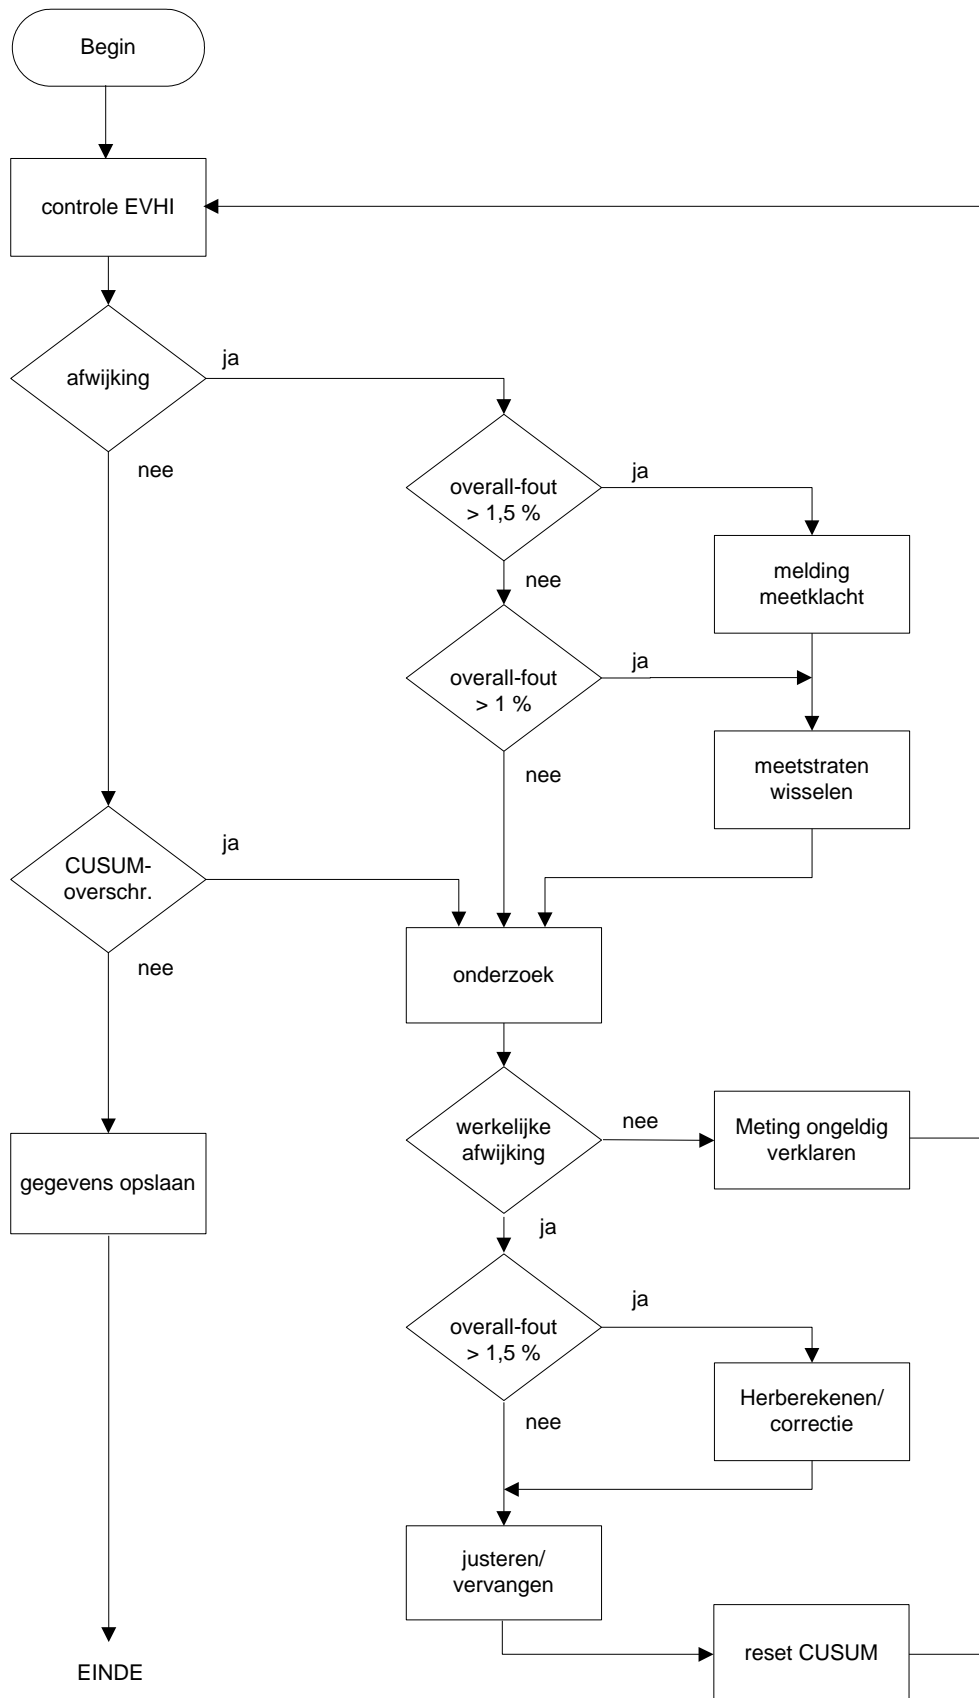 Begin
controle EVHI
afwijking
ja
nee
overall-fout
> 1,5 %
ja
nee
melding
meetklacht
overall-fout
> 1 %
ja
nee
meetstraten
wisselen
CUSUM-
overschr.
ja
nee
onderzoek
werkelijke
afwijking
nee
ja
Meting ongeldig
verklaren
gegevens opslaan
overall-fout
> 1,5 %
ja
nee
Herberekenen/
correctie
justeren/
vervangen
reset CUSUM
EINDE